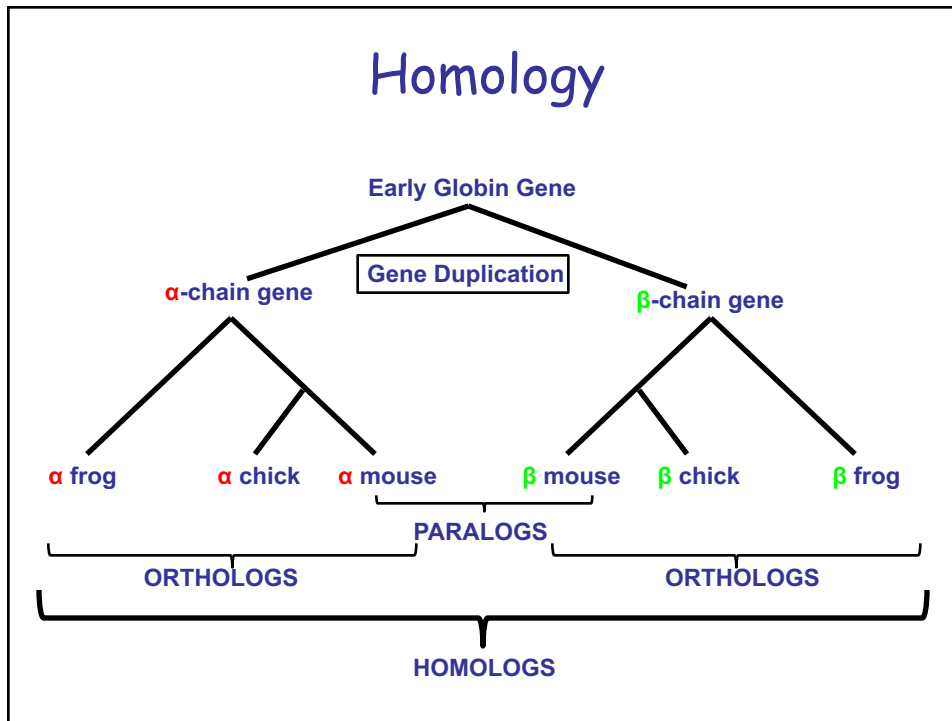 Homology
Early Globin Gene
Gene Duplication
α-chain gene
β-chain gene
α frog α chick α mouse β mouse β chick β frog
PARALOGS
ORTHOLOGS ORTHOLOGS
HOMOLOGS